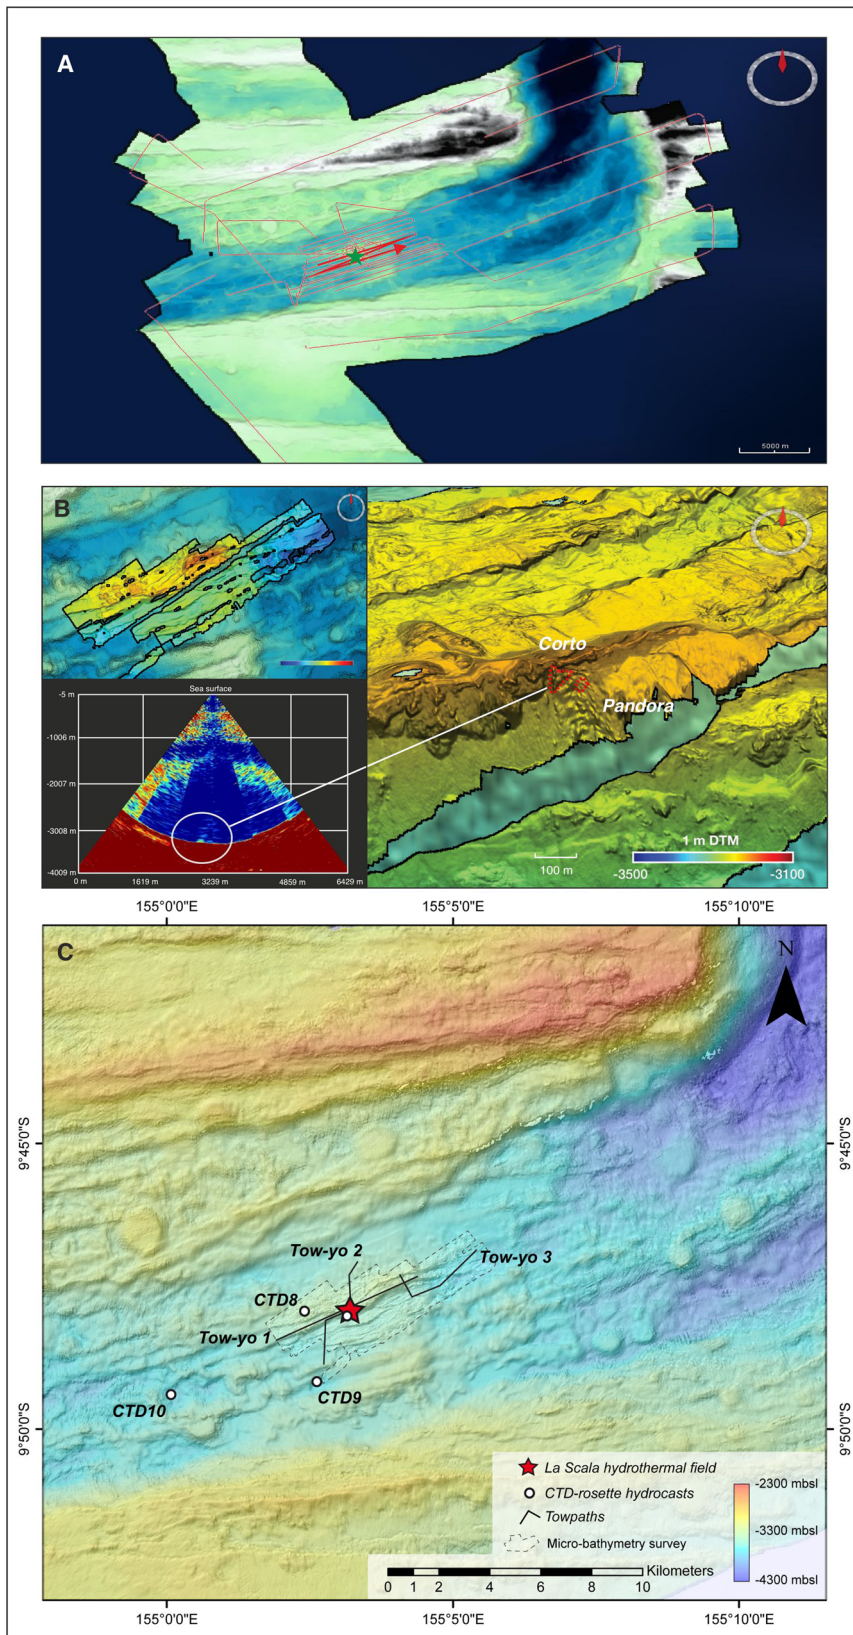 A
5000 m
B
Sea surface
-5 m
-1006 m
-2007 m
-3008 m
-4009 m
0 m 1619 m 3239 m 4859 m 6429 m
Corto
Pandora
1 m DTM
100 m
-3500 -3100
155°0'0"E 155°5'0"E 155°10'0"E
C
N
9°45'0"S 9°45'0"S
Tow-yo 2
Tow-yo 3
CTD8
Tow-yo 1
CTD9
CTD10
9°50'0"S 9°50'0"S
La Scala hydrothermal field
CTD-rosette hydrocasts
Towpaths
Micro-bathymetry survey
-2300 mbsl
-3300 mbsl
-4300 mbsl
Kilometers
0 1 2 4 6 8 10
155°0'0"E 155°5'0"E 155°10'0"E